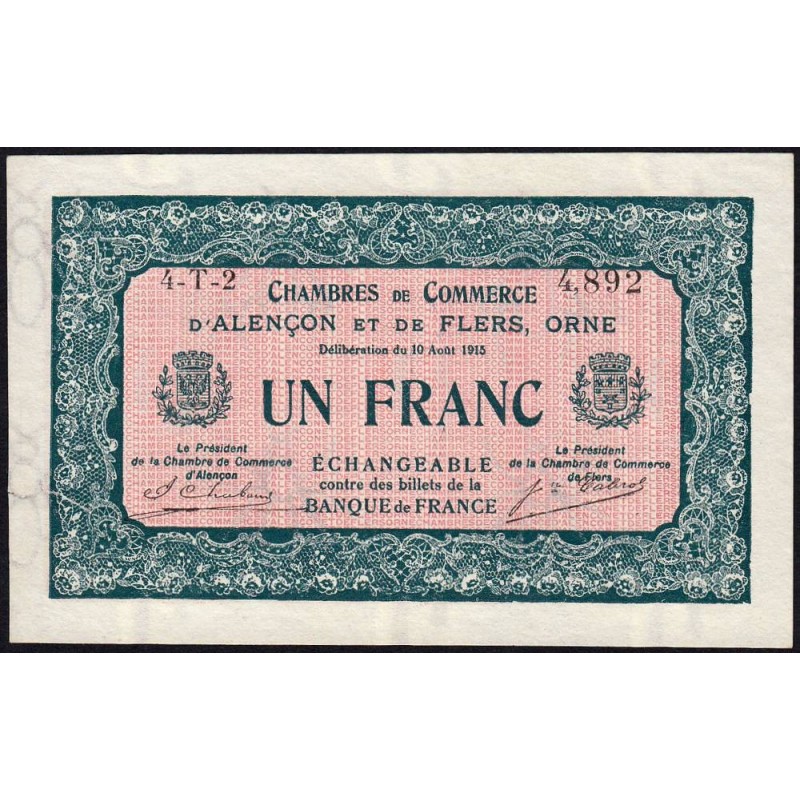 4-T-2
4,892
CHAMBRES DE COMMERCE
D'ALENÇON ET DE FLERS, ORNE
Délibération du 10 Août 1915
UN FRANC
Le Président
de la Chambre de Commerce
d'Alençon
ÉCHANGEABLE
contre des billets de la
BANQUE de FRANCE
Le Président
de la Chambre de Commerce
de Flers